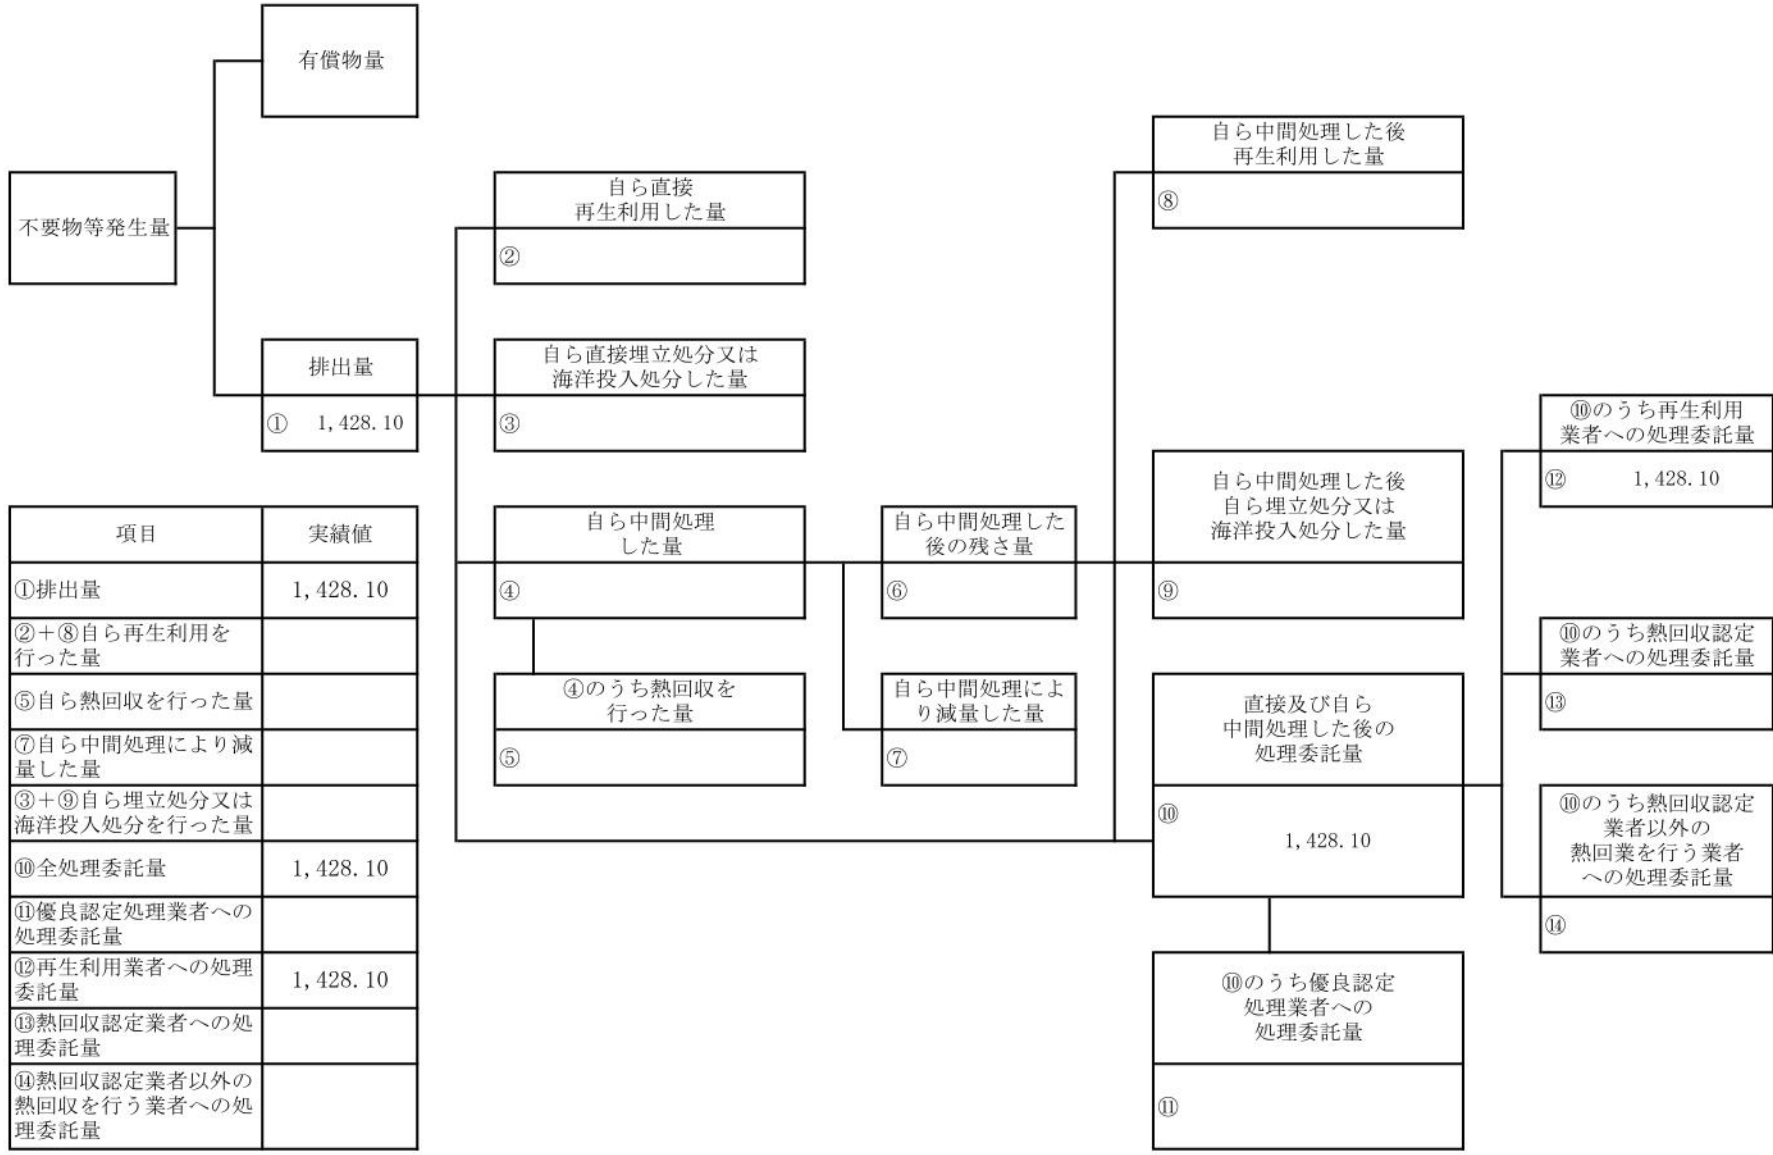 有償物量
不要物等発生量
排出量
① 1,428.10
自ら直接
再生利用した量
②
自ら直接埋立処分又は
海洋投入処分した量
③
自ら中間処理
した量
④
④のうち熱回収を
行った量
⑤
自ら中間処理した
後の残さ量
⑥
自ら中間処理によ
り減量した量
⑦
自ら中間処理した後
再生利用した量
⑧
自ら中間処理した後
自ら埋立処分又は
海洋投入処分した量
⑨
直接及び自ら
中間処理した後の
処理委託量
⑩
1,428.10
⑩のうち優良認定
処理業者への
処理委託量
⑪
⑩のうち再生利用
業者への処理委託量
⑫ 1,428.10
⑩のうち熱回収認定
業者への処理委託量
⑬
⑩のうち熱回収認定
業者以外の
熱回業を行う業者
への処理委託量
⑭
項目 実績値
①排出量 1,428.10
②＋⑧自ら再生利用を
行った量
⑤自ら熱回収を行った量
⑦自ら中間処理により減
量した量
③＋⑨自ら埋立処分又は
海洋投入処分を行った量
⑩全処理委託量 1,428.10
⑪優良認定処理業者への
処理委託量
⑫再生利用業者への処理
委託量 1,428.10
⑬熱回収認定業者への処
理委託量
⑭熱回収認定業者以外の
熱回収を行う業者への処
理委託量